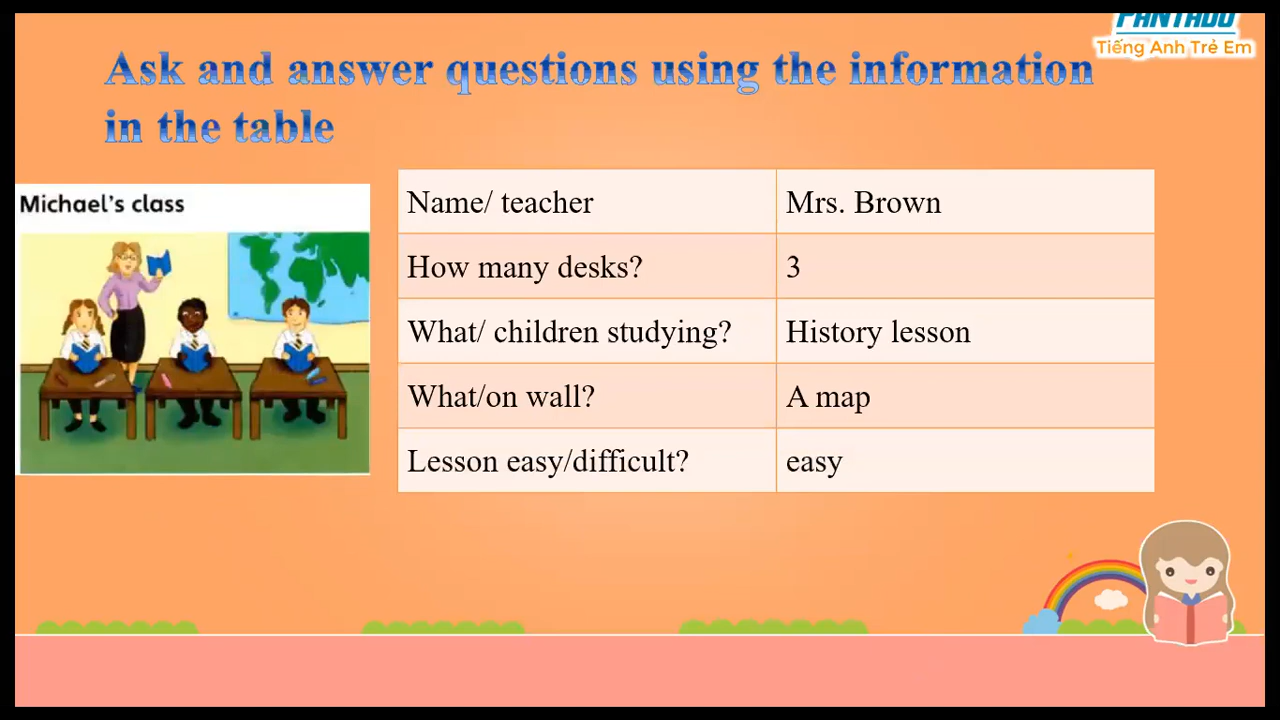 PANTADO
Tiếng Anh Trẻ Em
Ask and answer questions using the information
in the table
Michael's class
Name/ teacher
Mrs. Brown
How many desks?
3
What/ children studying?
History lesson
What/on wall?
A map
Lesson easy/difficult?
easy